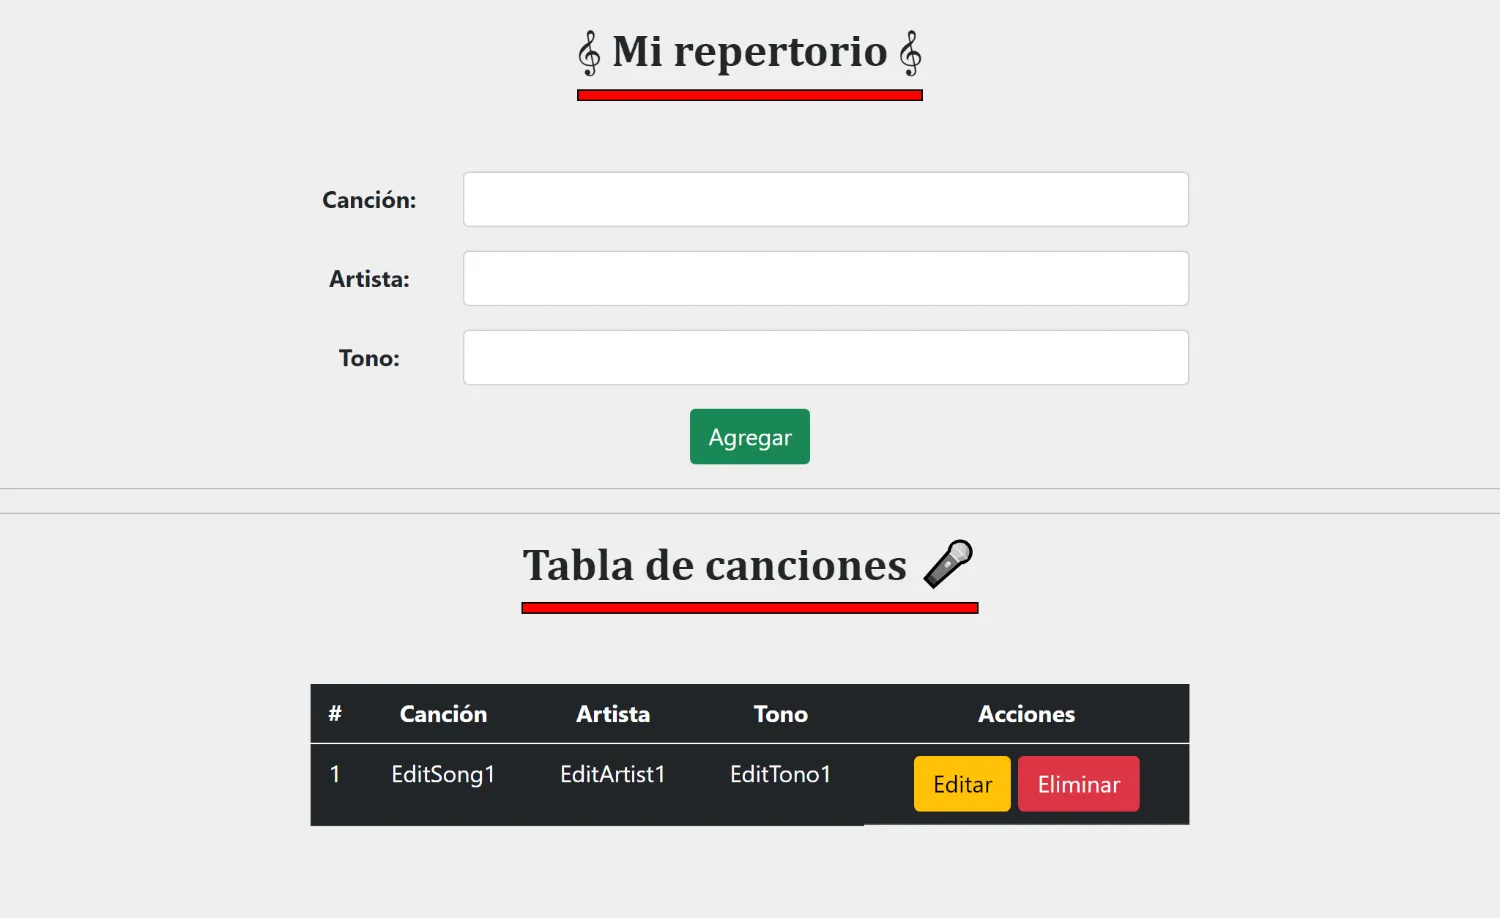 𝄞 Mi repertorio 𝄞
Canción:
Artista:
Tono:
Agregar
Tabla de canciones 🎤
# Canción Artista Tono Acciones
1 EditSong1 EditArtist1 EditTono1 Editar Eliminar